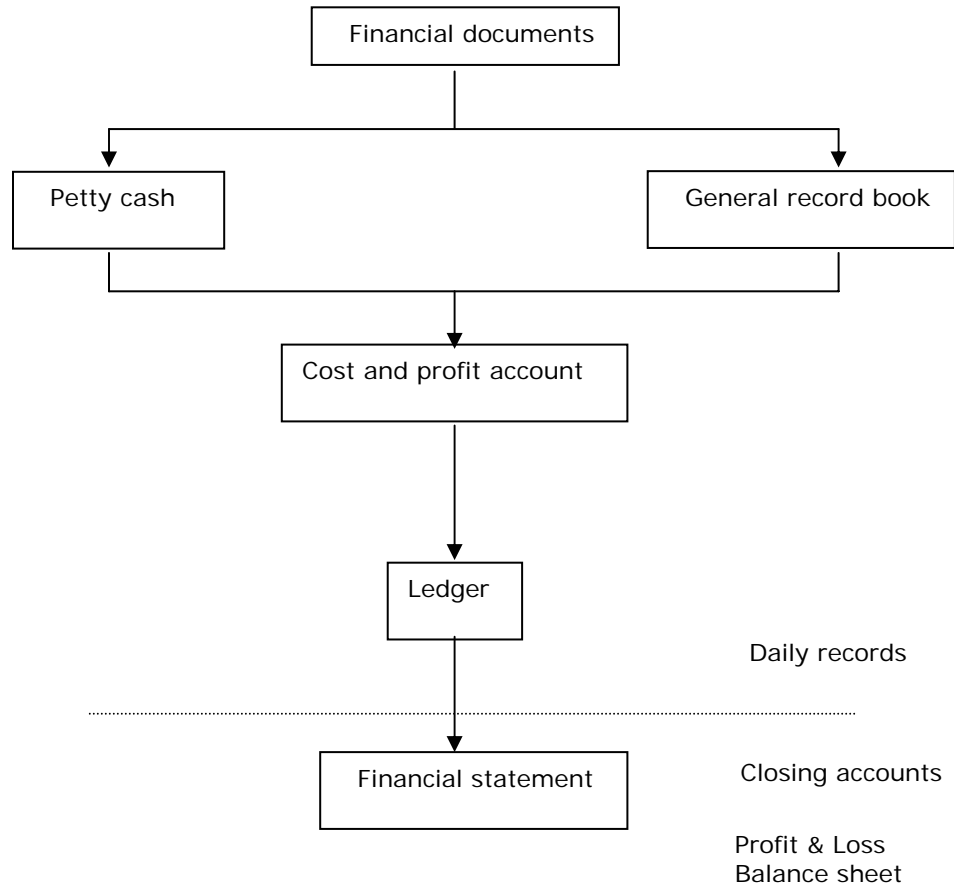 Financial documents
Petty cash
General record book
Cost and profit account
Ledger
Daily records
Financial statement
Closing accounts
Profit & Loss
Balance sheet